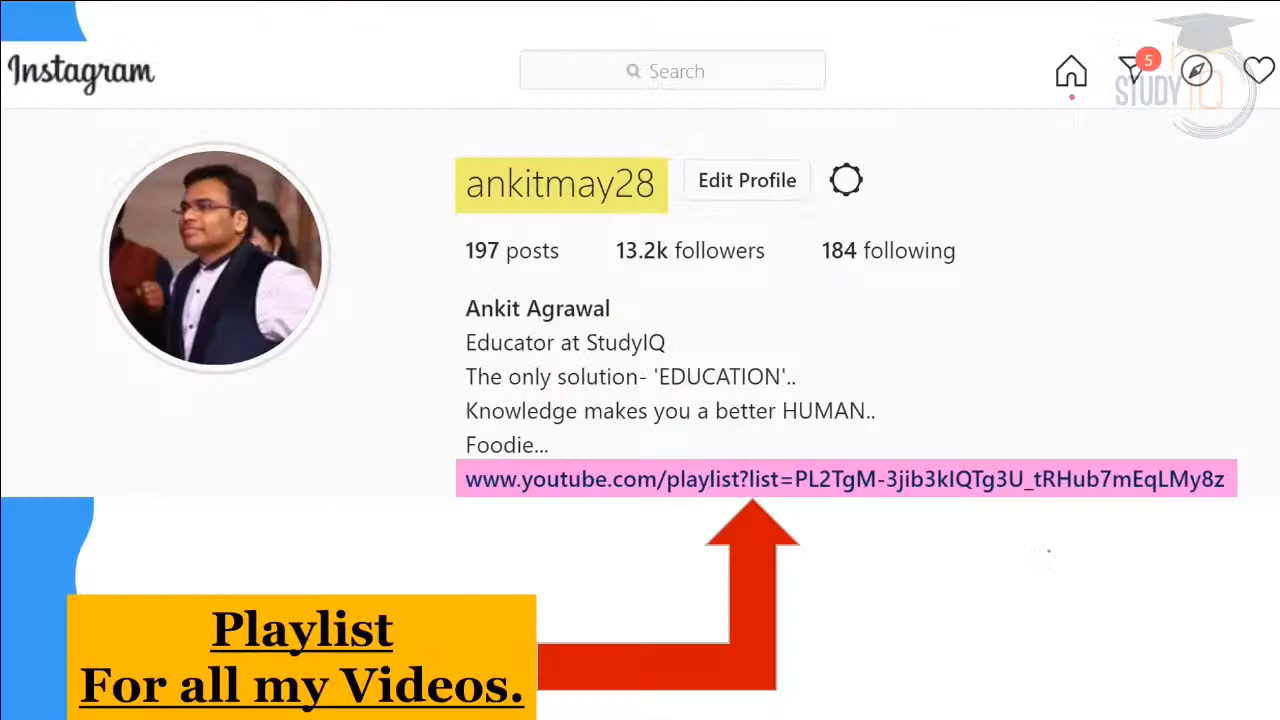 Instagram
Search
5
STUDY IQ
ankitmay28
Edit Profile
197 posts 13.2k followers 184 following
Ankit Agrawal
Educator at StudyIQ
The only solution- 'EDUCATION'..
Knowledge makes you a better HUMAN..
Foodie...
www.youtube.com/playlist?list=PL2TgM-3jib3kIQTg3U_tRHub7mEqLMy8z
Playlist
For all my Videos.